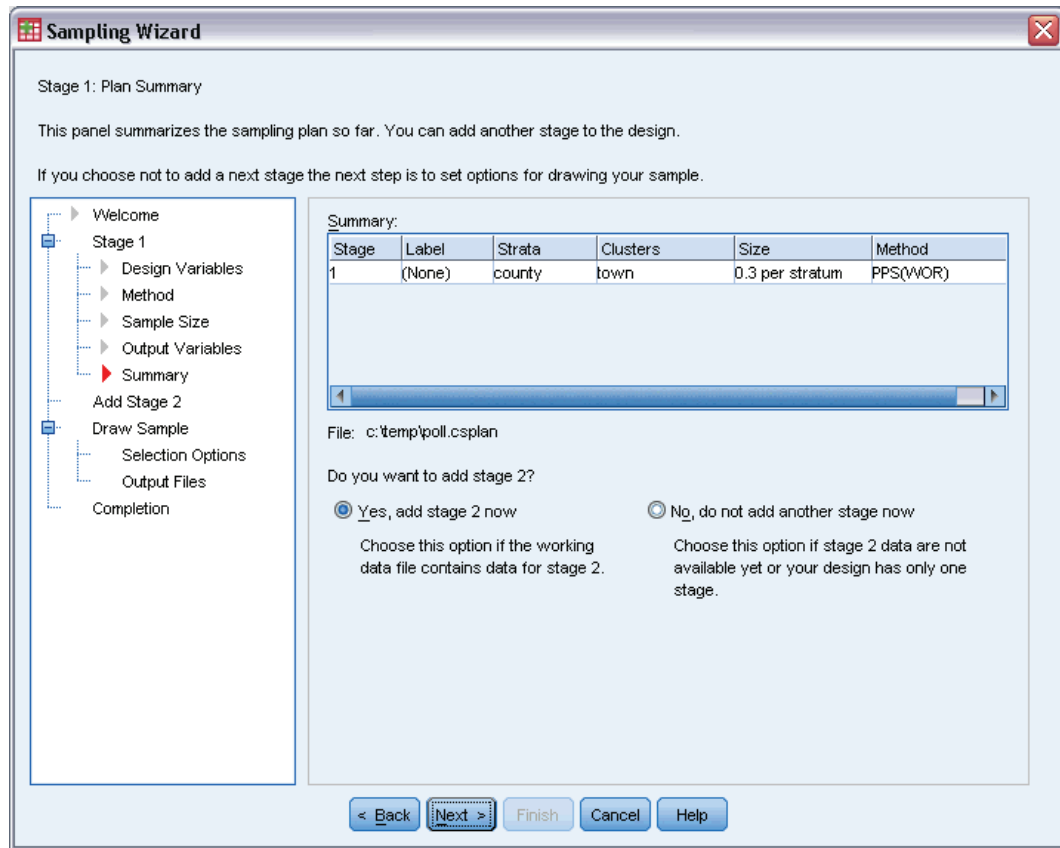 Sampling Wizard
Stage 1: Plan Summary
This panel summarizes the sampling plan so far. You can add another stage to the design.
If you choose not to add a next stage the next step is to set options for drawing your sample.
Welcome
Stage 1
Design Variables
Method
Sample Size
Output Variables
Summary
Add Stage 2
Draw Sample
Selection Options
Output Files
Completion
Summary:
Stage Label Strata Clusters Size Method
1 (None) county town 0.3 per stratum PPS(WOR)
File: c:\temp\poll.csplan
Do you want to add stage 2?
Yes, add stage 2 now
Choose this option if the working
data file contains data for stage 2.
No, do not add another stage now
Choose this option if stage 2 data are not
available yet or your design has only one
stage.
< Back Next > Finish Cancel Help